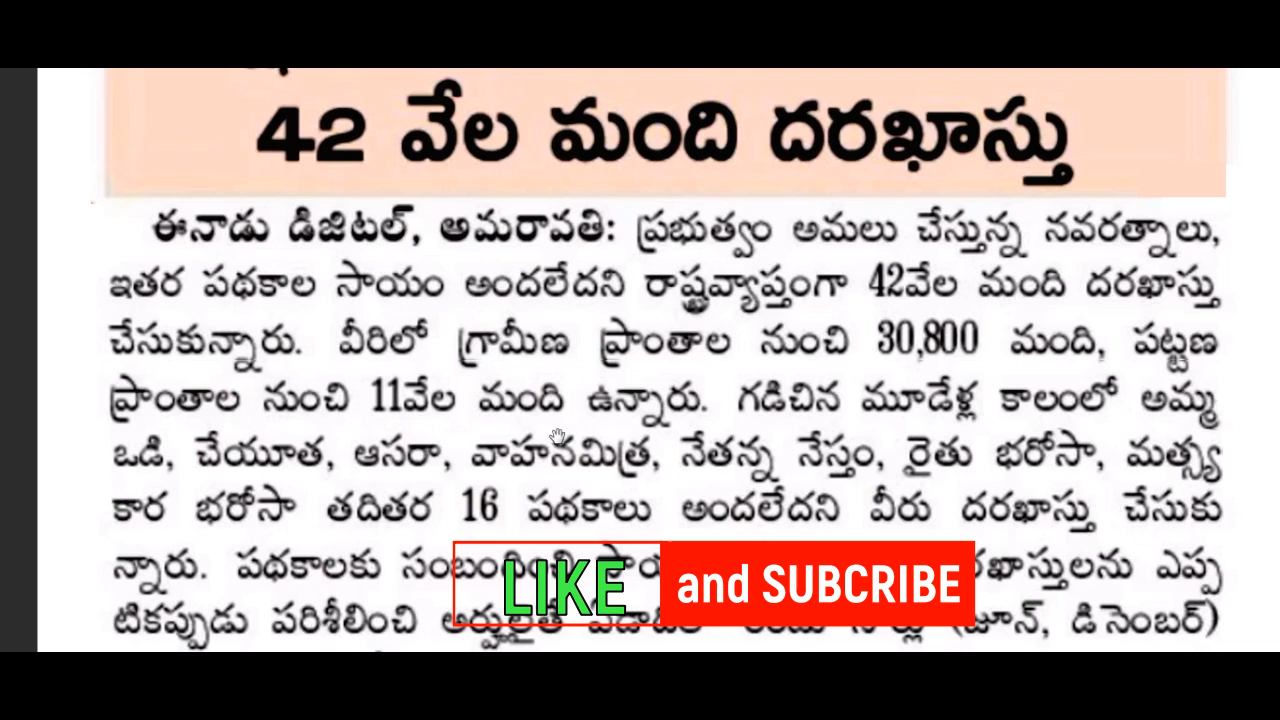 42 వేల మంది దరఖాస్తు
ఈనాడు డిజిటల్, అమరావతి: ప్రభుత్వం అమలు చేస్తున్న నవరత్నాలు,
ఇతర పథకాల సాయం అందలేదని రాష్ట్రవ్యాప్తంగా 42వేల మంది దరఖాస్తు
చేసుకున్నారు. వీరిలో గ్రామీణ ప్రాంతాల నుంచి 30,800 మంది, పట్టణ
ప్రాంతాల నుంచి 11వేల మంది ఉన్నారు. గడిచిన మూడేళ్ల కాలంలో అమ్మ
ఒడి, చేయూత, ఆసరా, వాహనమిత్ర, నేతన్న నేస్తం, రైతు భరోసా, మత్స్య
కార భరోసా తదితర 16 పథకాలు అందలేదని వీరు దరఖాస్తు చేసుకు
న్నారు. పథకాలకు సంబంధించి ఎప్ప
టికప్పుడు పరిశీలించి అర్హులైతే (జూన్, డిసెంబర్)
LIKE and SUBCRIBE